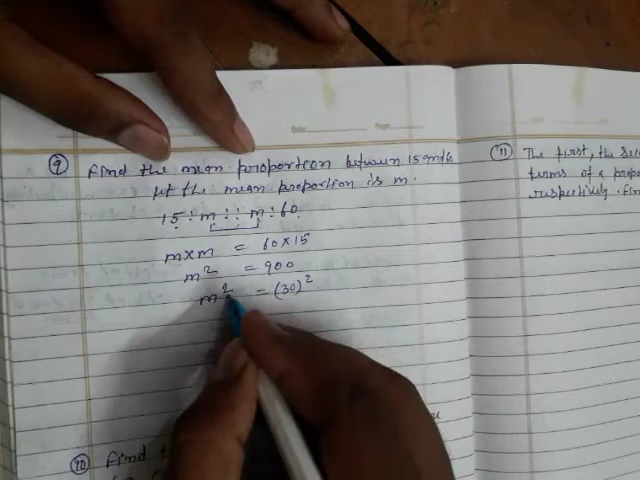 Date Page
9 Find the mean proportion between 15 and 60
let the mean proportion is m.
15 : m :: m : 60
m×m = 60×15
m² = 900
m² = (30)²
10 Find
11 The first, the sec
terms of a propo
respectively. fin